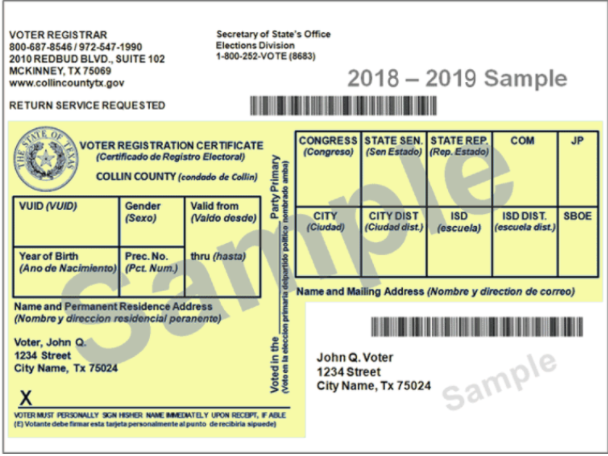 VOTER REGISTRAR
800-687-8546 / 972-547-1990
2010 REDBUD BLVD., SUITE 102
MCKINNEY, TX 75069
www.collincountytx.gov
RETURN SERVICE REQUESTED
Secretary of State's Office
Elections Division
1-800-252-VOTE (8683)
2018 – 2019 Sample
THE STATE OF TEXAS
VOTER REGISTRATION CERTIFICATE
(Certificado de Registro Electoral)
COLLIN COUNTY (condado de Collin)
VUID (VUID)
Gender
(Sexo)
Valid from
(Valdo desde)
Year of Birth
(Ano de Nacimiento)
Prec. No.
(Pct. Num.)
thru (hasta)
Name and Permanent Residence Address
(Nombre y direccion residencial peranente)
Voter, John Q.
1234 Street
City Name, Tx 75024
X
VOTER MUST PERSONALLY SIGN HIS/HER NAME IMMEDIATELY UPON RECEIPT, IF ABLE
(E) Votante debe firmar esta tarjeta personalmente al punto de recibiria sipuede)
Voted in the Party Primary
(Voto en la eleccion primaria delpartido politico nombrado amba)
CONGRESS
(Congreso)
STATE SEN.
(Sen Estado)
STATE REP.
(Rep. Estado)
COM
JP
CITY
(Ciudad)
CITY DIST
(Ciudad dist.)
ISD
(escuela)
ISD DIST.
(escuela dist.)
SBOE
Name and Mailing Address (Nombre y direction de correo)
John Q. Voter
1234 Street
City Name, Tx 75024
Sample
Sample